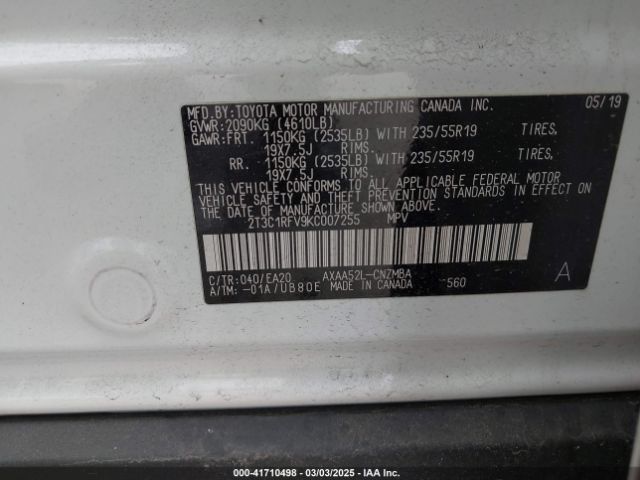 MFD.BY:TOYOTA MOTOR MANUFACTURING CANADA INC. 05/19
GVWR:2090KG (4610LB)
GAWR:FRT. 1150KG (2535LB) WITH 235/55R19 TIRES,
19X7.5J RIMS.
RR. 1150KG (2535LB) WITH 235/55R19 TIRES,
19X7.5J RIMS.
THIS VEHICLE CONFORMS TO ALL APPLICABLE FEDERAL MOTOR
VEHICLE SAFETY AND THEFT PREVENTION STANDARDS IN EFFECT ON
THE DATE OF MANUFACTURE SHOWN ABOVE.
2T3C1RFV9KC007255 MPV
C/TR:040/EA20 AXAA52L-CNZMBA 560
A/TM: -01A/UB80E MADE IN CANADA
A
000-41710498 - 03/03/2025 - IAA Inc.